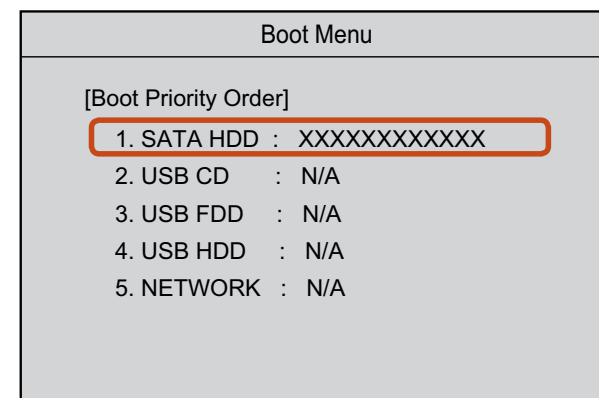 Boot Menu
[Boot Priority Order]
1. SATA HDD : XXXXXXXXXXXX
2. USB CD : N/A
3. USB FDD : N/A
4. USB HDD : N/A
5. NETWORK : N/A